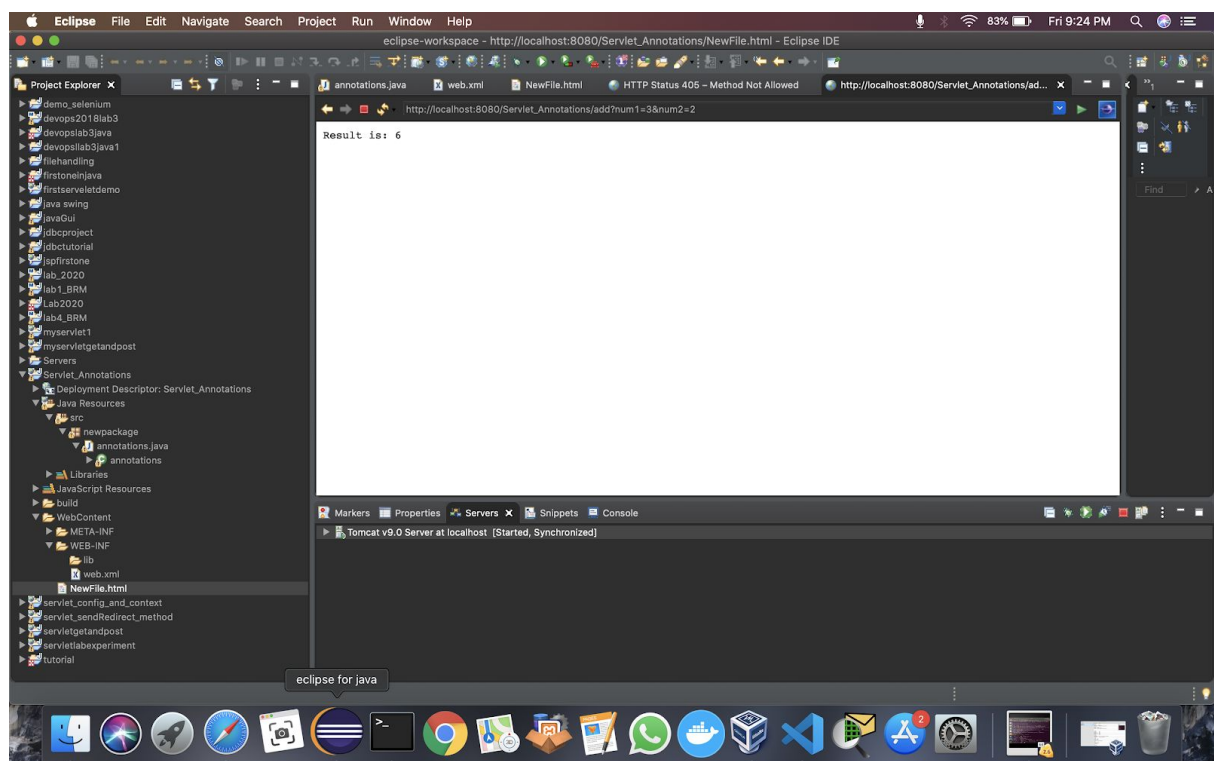 Eclipse File Edit Navigate Search Project Run Window Help 83% Fri 9:24 PM
eclipse-workspace - http://localhost:8080/Servlet_Annotations/NewFile.html - Eclipse IDE
Project Explorer
annotations.java web.xml NewFile.html HTTP Status 405 – Method Not Allowed http://localhost:8080/Servlet_Annotations/ad...
http://localhost:8080/Servlet_Annotations/add?num1=3&num2=2
Result is: 6
Find
demo_selenium
devops2018lab3
devopslab3java
devopsllab3java1
filehandling
firstoneinjava
firstserveletdemo
java swing
javaGui
jdbcproject
jdbctutorial
jspfirstone
lab_2020
lab1_BRM
Lab2020
lab4_BRM
myservlet1
myservletgetandpost
Servers
Servlet_Annotations
Deployment Descriptor: Servlet_Annotations
Java Resources
src
newpackage
annotations.java
annotations
Libraries
JavaScript Resources
build
WebContent
META-INF
WEB-INF
lib
web.xml
NewFile.html
servlet_config_and_context
servlet_sendRedirect_method
servletgetandpost
servletlabexperiment
tutorial
Markers Properties Servers Snippets Console
Tomcat v9.0 Server at localhost [Started, Synchronized]
eclipse for java
2